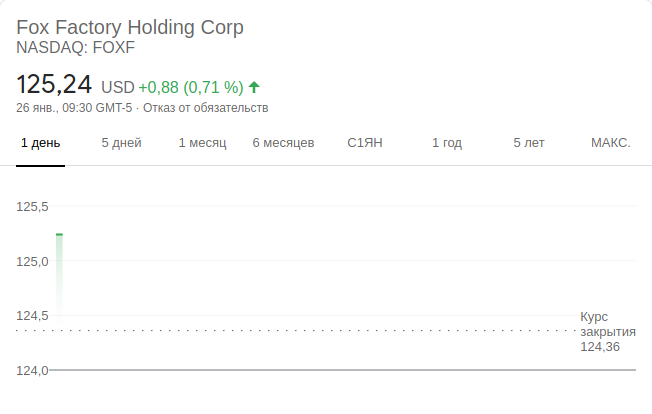 Fox Factory Holding Corp
NASDAQ: FOXF
125,24 USD +0,88 (0,71 %)
26 янв., 09:30 GMT-5 · Отказ от обязательств
1 день 5 дней 1 месяц 6 месяцев С1ЯН 1 год 5 лет МАКС.
125,5
125,0
124,5
Курс
закрытия
124,36
124,0